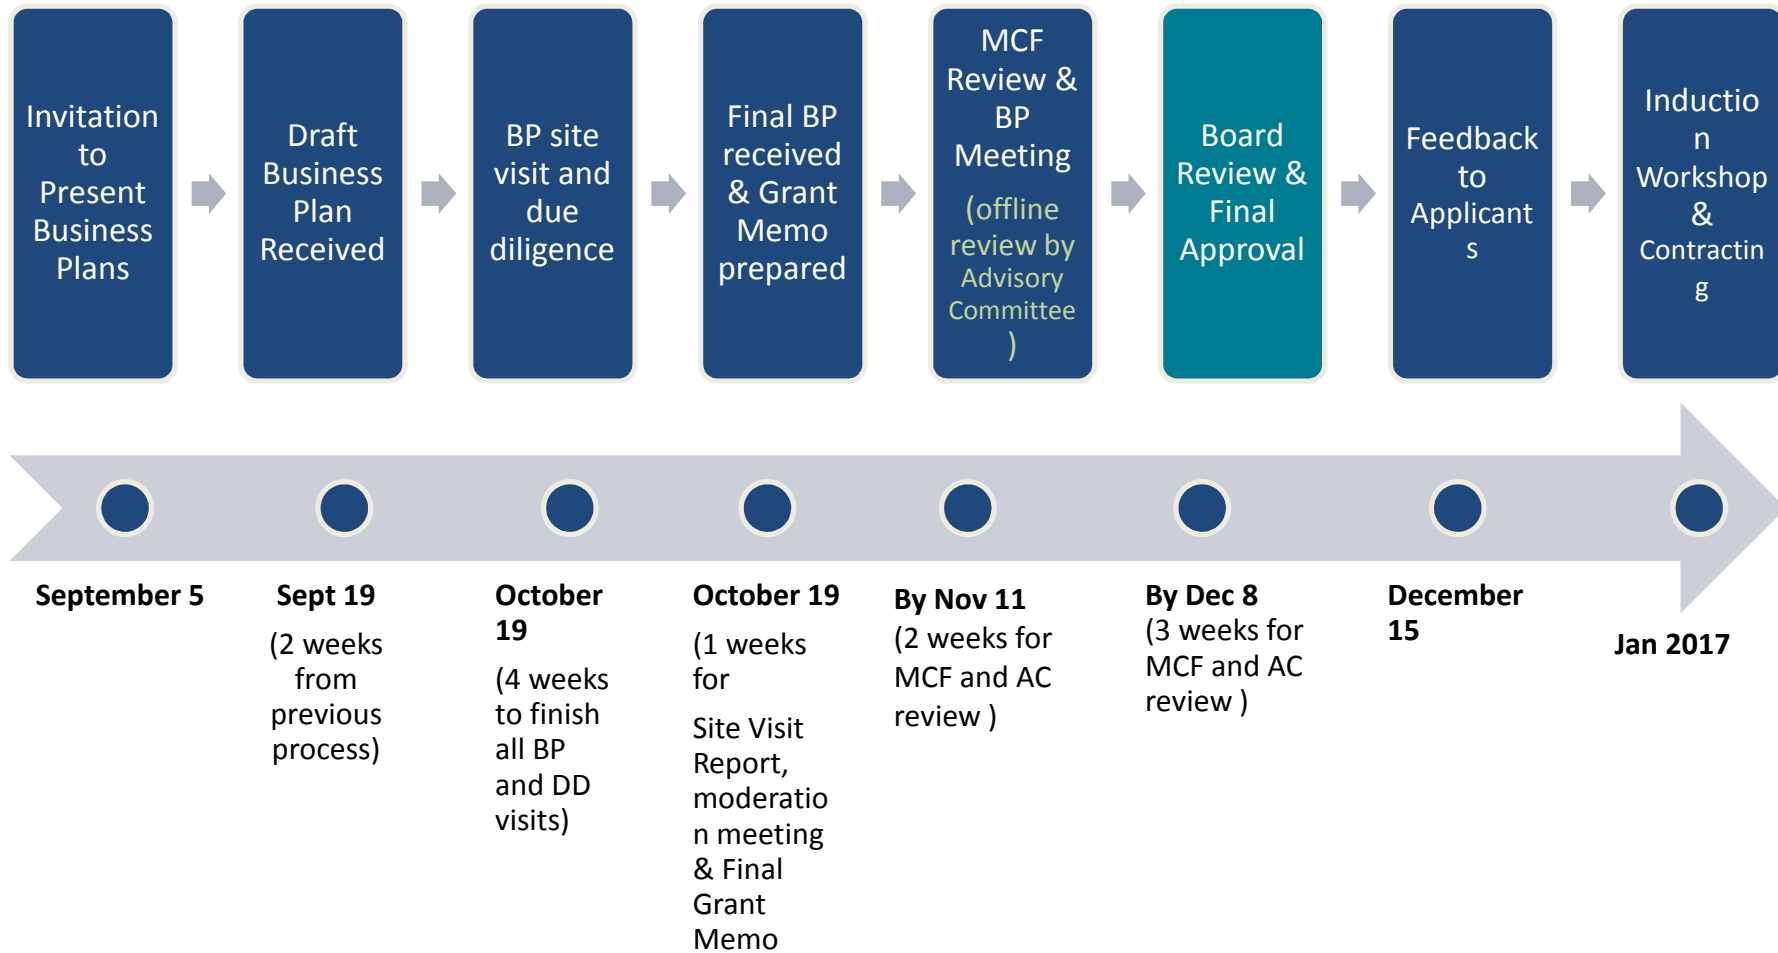 Invitation
to
Present
Business
Plans
Draft
Business
Plan
Received
BP site
visit and
due
diligence
Final BP
received
& Grant
Memo
prepared
MCF
Review &
BP
Meeting
(offline
review by
Advisory
Committee
)
Board
Review &
Final
Approval
Feedback
to
Applicant
s
Inductio
n
Workshop
&
Contractin
g
September 5
Sept 19
(2 weeks
from
previous
process)
October
19
(4 weeks
to finish
all BP
and DD
visits)
October 19
(1 weeks
for
Site Visit
Report,
moderatio
n meeting
& Final
Grant
Memo
By Nov 11
(2 weeks for
MCF and AC
review )
By Dec 8
(3 weeks for
MCF and AC
review )
December
15
Jan 2017